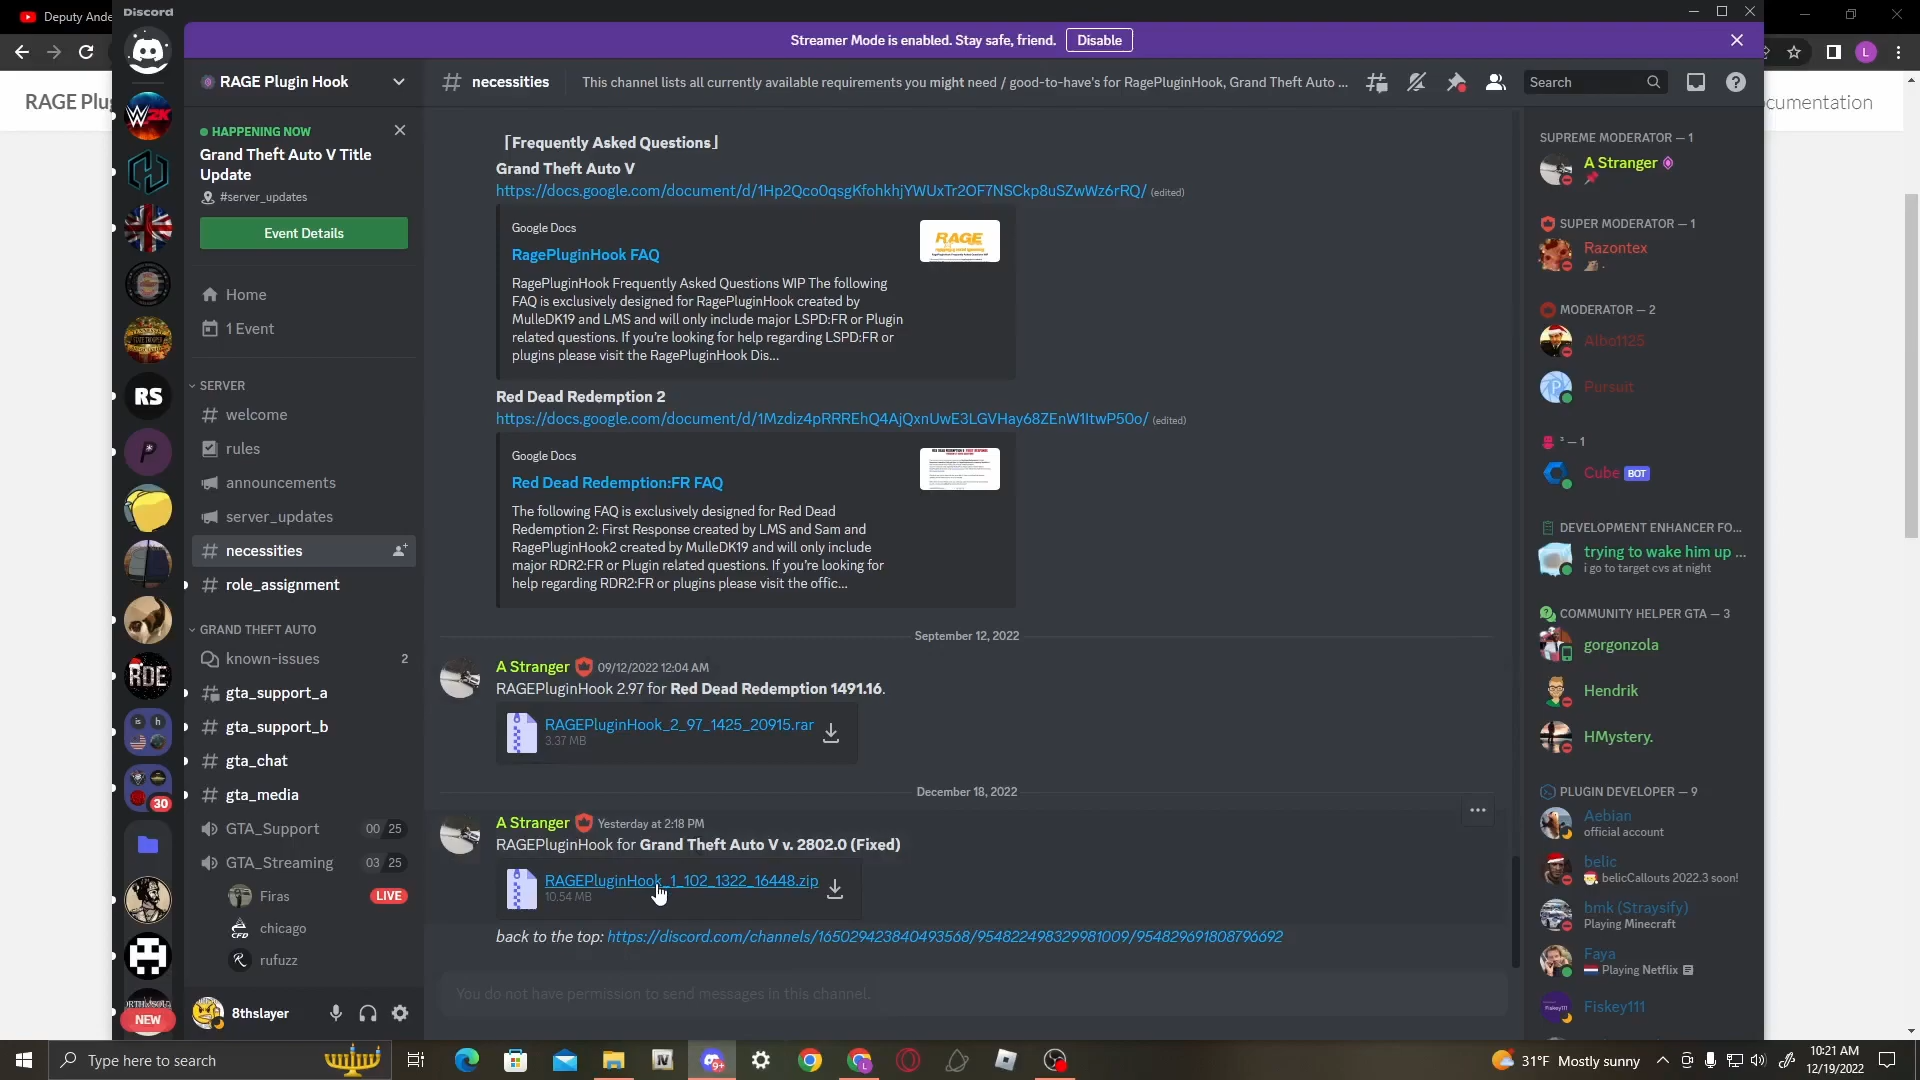 Deputy Ande
Discord
Streamer Mode is enabled. Stay safe, friend.
Disable
RAGE Plu
ocumentation
RAGE Plugin Hook
necessities
This channel lists all currently available requirements you might need / good-to-have's for RagePluginHook, Grand Theft Auto ...
Search
HAPPENING NOW
Grand Theft Auto V Title
Update
#server_updates
Event Details
Home
1 Event
SERVER
welcome
rules
announcements
server_updates
necessities
role_assignment
GRAND THEFT AUTO
known-issues
2
gta_support_a
gta_support_b
gta_chat
gta_media
GTA_Support
00 25
GTA_Streaming
03 25
Firas
LIVE
chicago
rufuzz
8thslayer
W2K
RS
RDE
30
NEW
「Frequently Asked Questions」
Grand Theft Auto V
https://docs.google.com/document/d/1Hp2Qco0qsgKfohkhjYWUxTr2OF7NSCkp8uSZwWz6rRQ/ (edited)
Google Docs
RagePluginHook FAQ
RAGE
RagePluginHook Frequently Asked Questions WIP The following
FAQ is exclusively designed for RagePluginHook created by
MulleDK19 and LMS and will only include major LSPD:FR or Plugin
related questions. If you're looking for help regarding LSPD:FR or
plugins please visit the RagePluginHook Dis...
Red Dead Redemption 2
https://docs.google.com/document/d/1Mzdiz4pRRREhQ4AjQxnUwE3LGVHay68ZEnW1ItwP50o/ (edited)
Google Docs
Red Dead Redemption:FR FAQ
The following FAQ is exclusively designed for Red Dead
Redemption 2: First Response created by LMS and Sam and
RagePluginHook2 created by MulleDK19 and will only include
major RDR2:FR or Plugin related questions. If you're looking for
help regarding RDR2:FR or plugins please visit the offic...
September 12, 2022
A Stranger 09/12/2022 12:04 AM
RAGEPluginHook 2.97 for Red Dead Redemption 1491.16.
RAGEPluginHook_2_97_1425_20915.rar
3.37 MB
December 18, 2022
A Stranger Yesterday at 2:18 PM
RAGEPluginHook for Grand Theft Auto V v. 2802.0 (Fixed)
RAGEPluginHook_1_102_1322_16448.zip
10.54 MB
back to the top: https://discord.com/channels/165029423840493568/954822498329981009/954829691808796692
You do not have permission to send messages in this channel.
SUPREME MODERATOR — 1
A Stranger
SUPER MODERATOR — 1
Razontex
MODERATOR — 2
Albo1125
Pursuit
³ — 1
Cube BOT
DEVELOPMENT ENHANCER FO...
trying to wake him up ...
i go to target cvs at night
COMMUNITY HELPER GTA — 3
gorgonzola
Hendrik
HMystery.
PLUGIN DEVELOPER — 9
Aebian
official account
belic
belicCallouts 2022.3 soon!
bmk (Straysify)
Playing Minecraft
Faya
Playing Netflix
Fiskey111
Type here to search
9+
31°F Mostly sunny
10:21 AM
12/19/2022